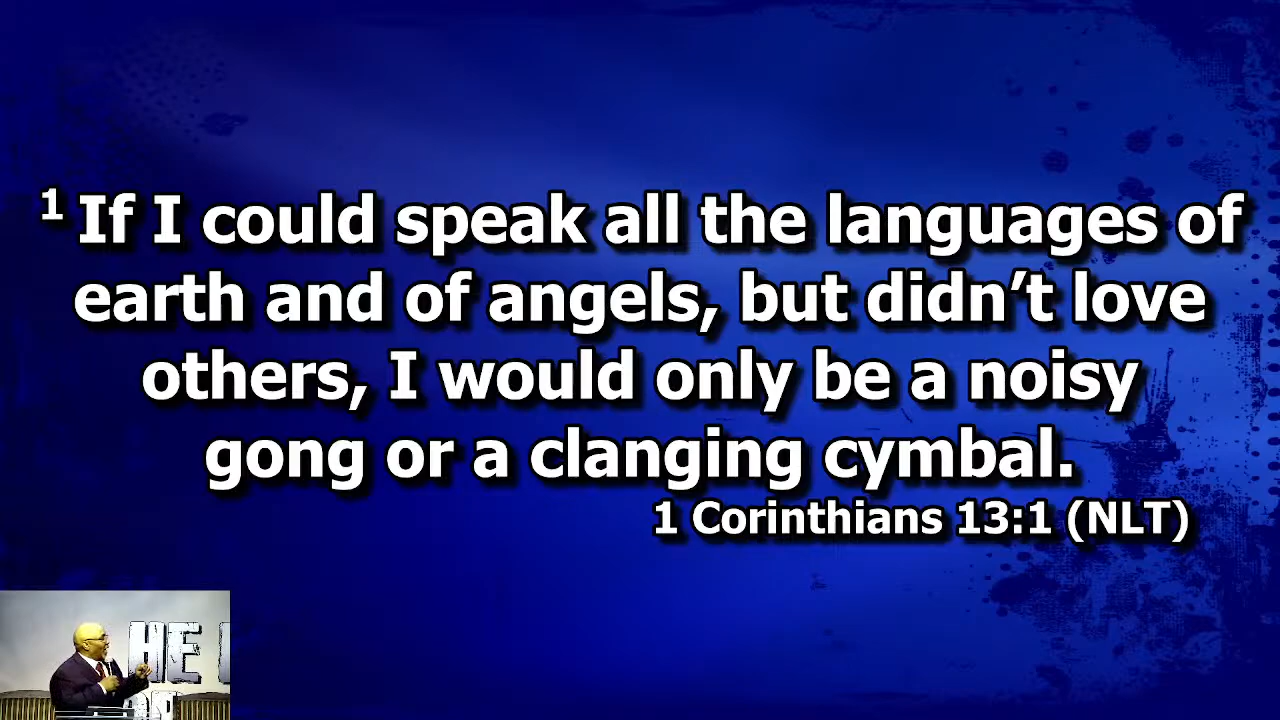 ¹ If I could speak all the languages of
earth and of angels, but didn’t love
others, I would only be a noisy
gong or a clanging cymbal.
1 Corinthians 13:1 (NLT)
HE